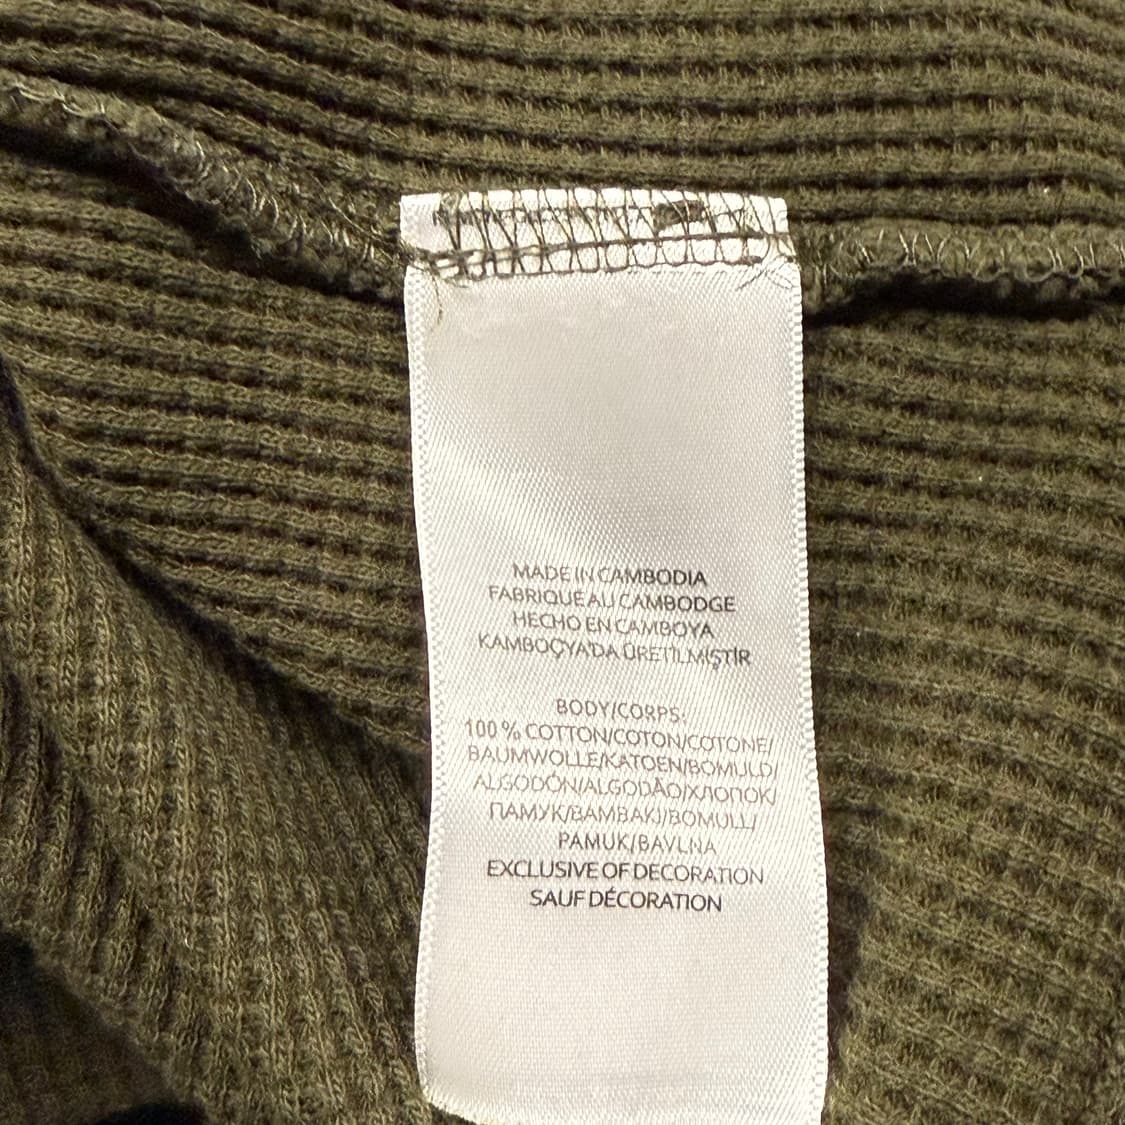 MADE IN CAMBODIA
FABRIQUE AU CAMBODGE
HECHO EN CAMBOYA
KAMBOÇYA'DA ÜRETİLMİŞTİR
BODY/CORPS:
100 % COTTON/COTON/COTONE/
BAUMWOLLE/KATOEN/BOMULD/
ALGODÓN/ALGODÃO/ХЛОПОК/
ПАМУК/BAMBAKI/BOMULL/
PAMUK/BAVLNA
EXCLUSIVE OF DECORATION
SAUF DÉCORATION